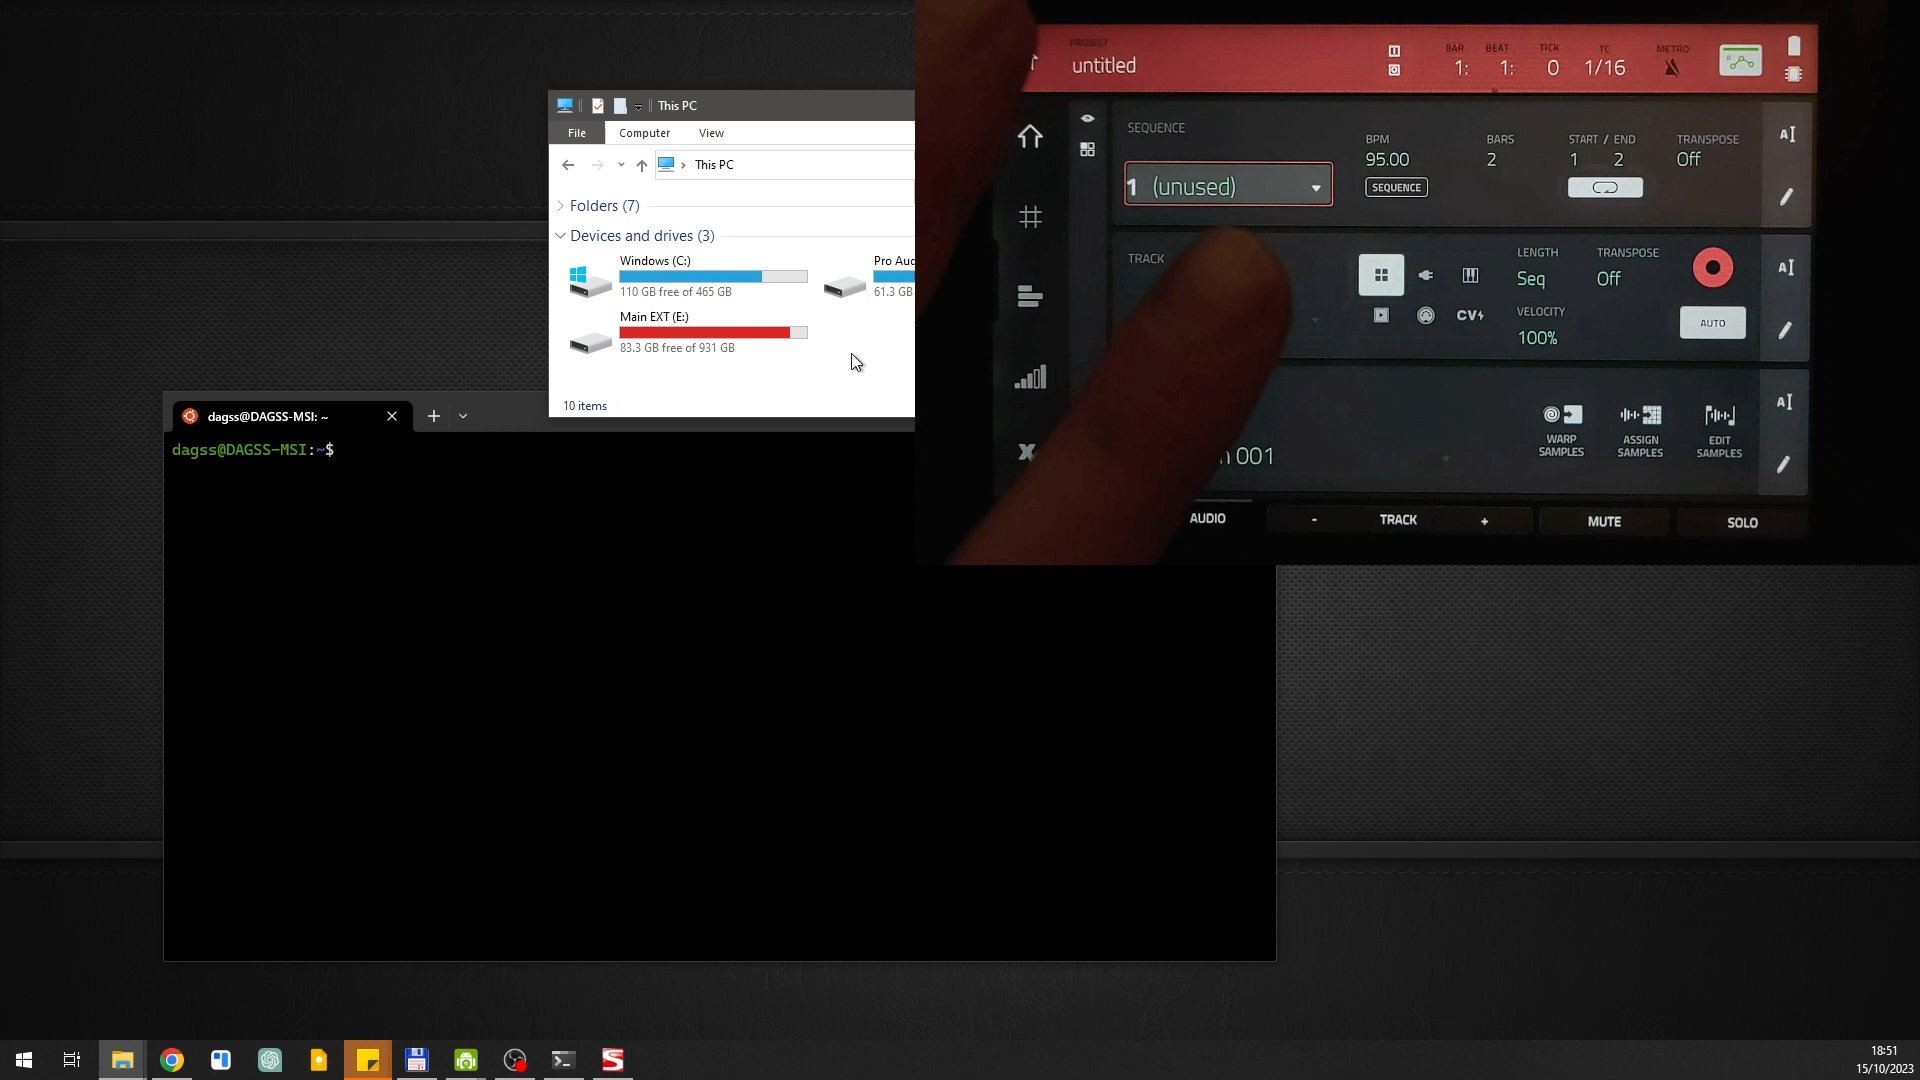 This PC
File Computer View
This PC
Folders (7)
Devices and drives (3)
Windows (C:)
110 GB free of 465 GB
Pro Auc
61.3 GB
Main EXT (E:)
83.3 GB free of 931 GB
10 items
dagss@DAGSS-MSI: ~
dagss@DAGSS-MSI:~$
PROJECT
untitled
BAR BEAT TICK TC METRO
1: 1: 0 1/16
SEQUENCE
1 (unused)
BPM BARS START / END TRANSPOSE
95.00 2 1 2 Off
SEQUENCE
TRACK
LENGTH TRANSPOSE
Seq Off
CV
VELOCITY
100%
AUTO
001
WARP SAMPLES
ASSIGN SAMPLES
EDIT SAMPLES
AUDIO - TRACK + MUTE SOLO
18:51
15/10/2023